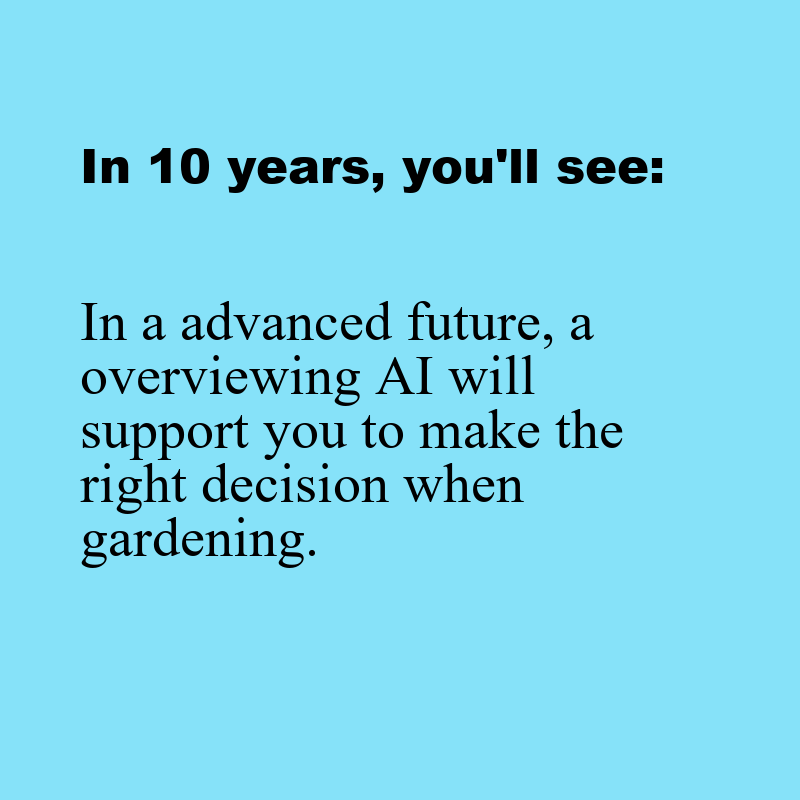 In 10 years, you'll see:
In a advanced future, a
overviewing AI will
support you to make the
right decision when
gardening.